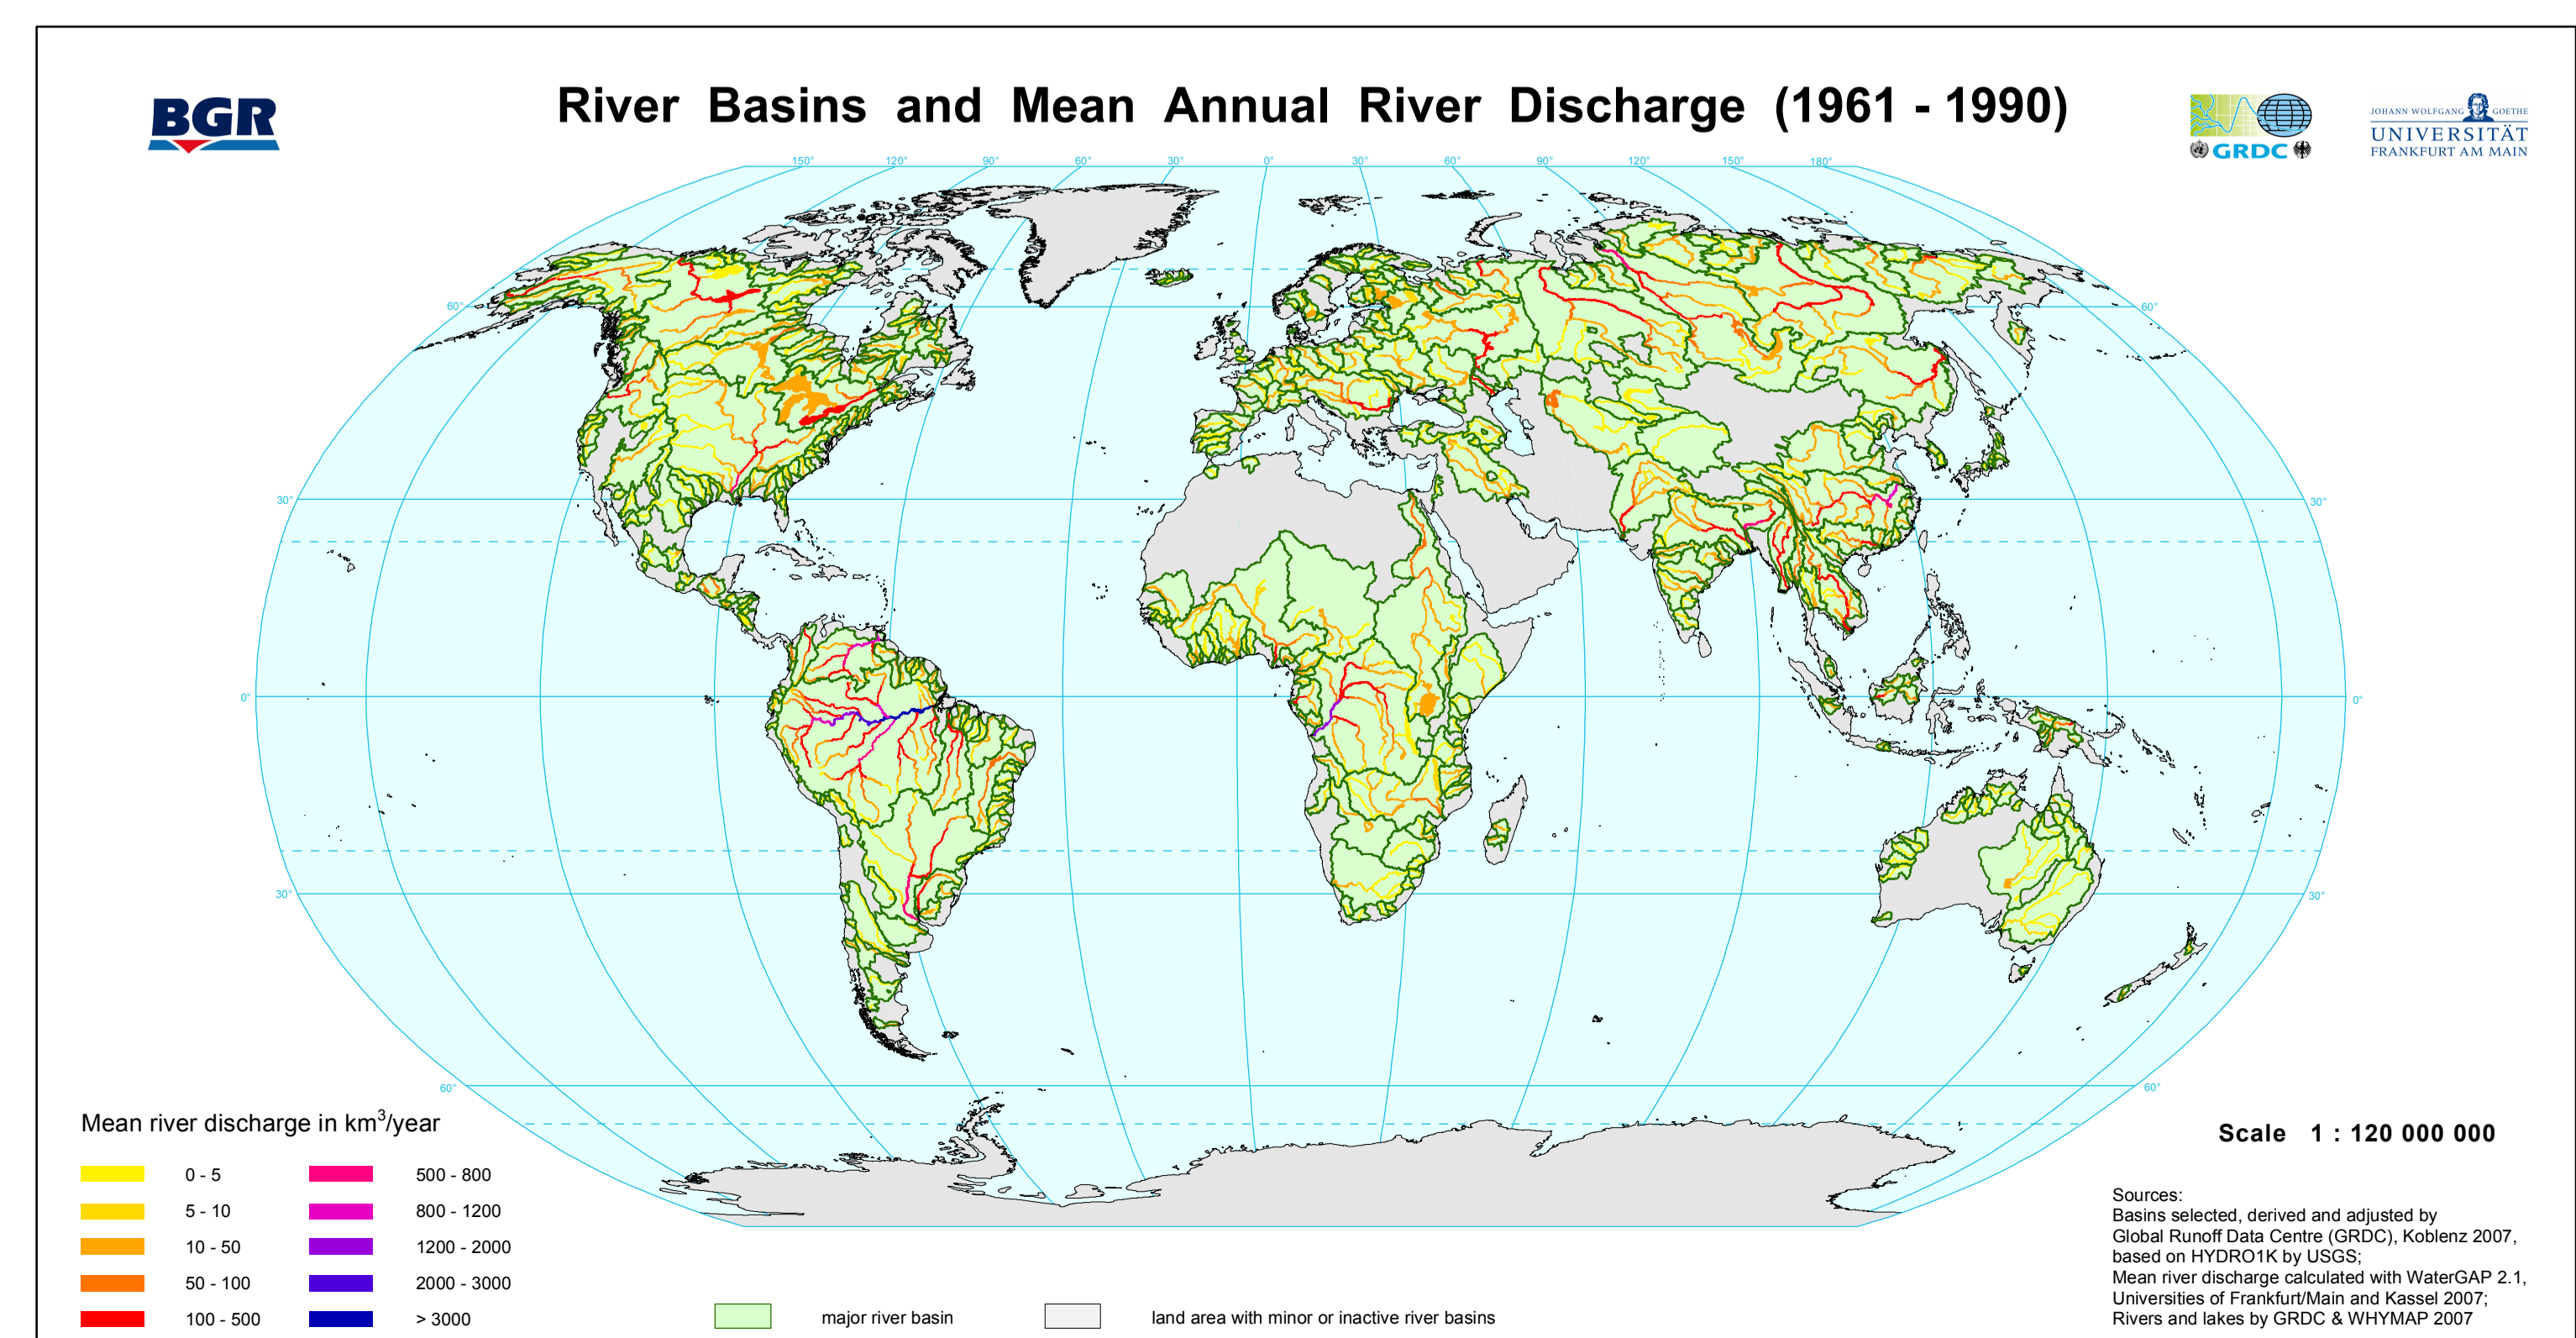 BGR
River Basins and Mean Annual River Discharge (1961 - 1990)
GRDC
JOHANN WOLFGANG GOETHE
UNIVERSITÄT
FRANKFURT AM MAIN
150° 120° 90° 60° 30° 0° 30° 60° 90° 120° 150° 180°
60° 60°
30° 30°
0° 0°
30° 30°
60° 60°
Mean river discharge in km³/year
0 - 5 500 - 800
5 - 10 800 - 1200
10 - 50 1200 - 2000
50 - 100 2000 - 3000
100 - 500 > 3000
major river basin
land area with minor or inactive river basins
Scale 1 : 120 000 000
Sources:
Basins selected, derived and adjusted by
Global Runoff Data Centre (GRDC), Koblenz 2007,
based on HYDRO1K by USGS;
Mean river discharge calculated with WaterGAP 2.1,
Universities of Frankfurt/Main and Kassel 2007;
Rivers and lakes by GRDC & WHYMAP 2007